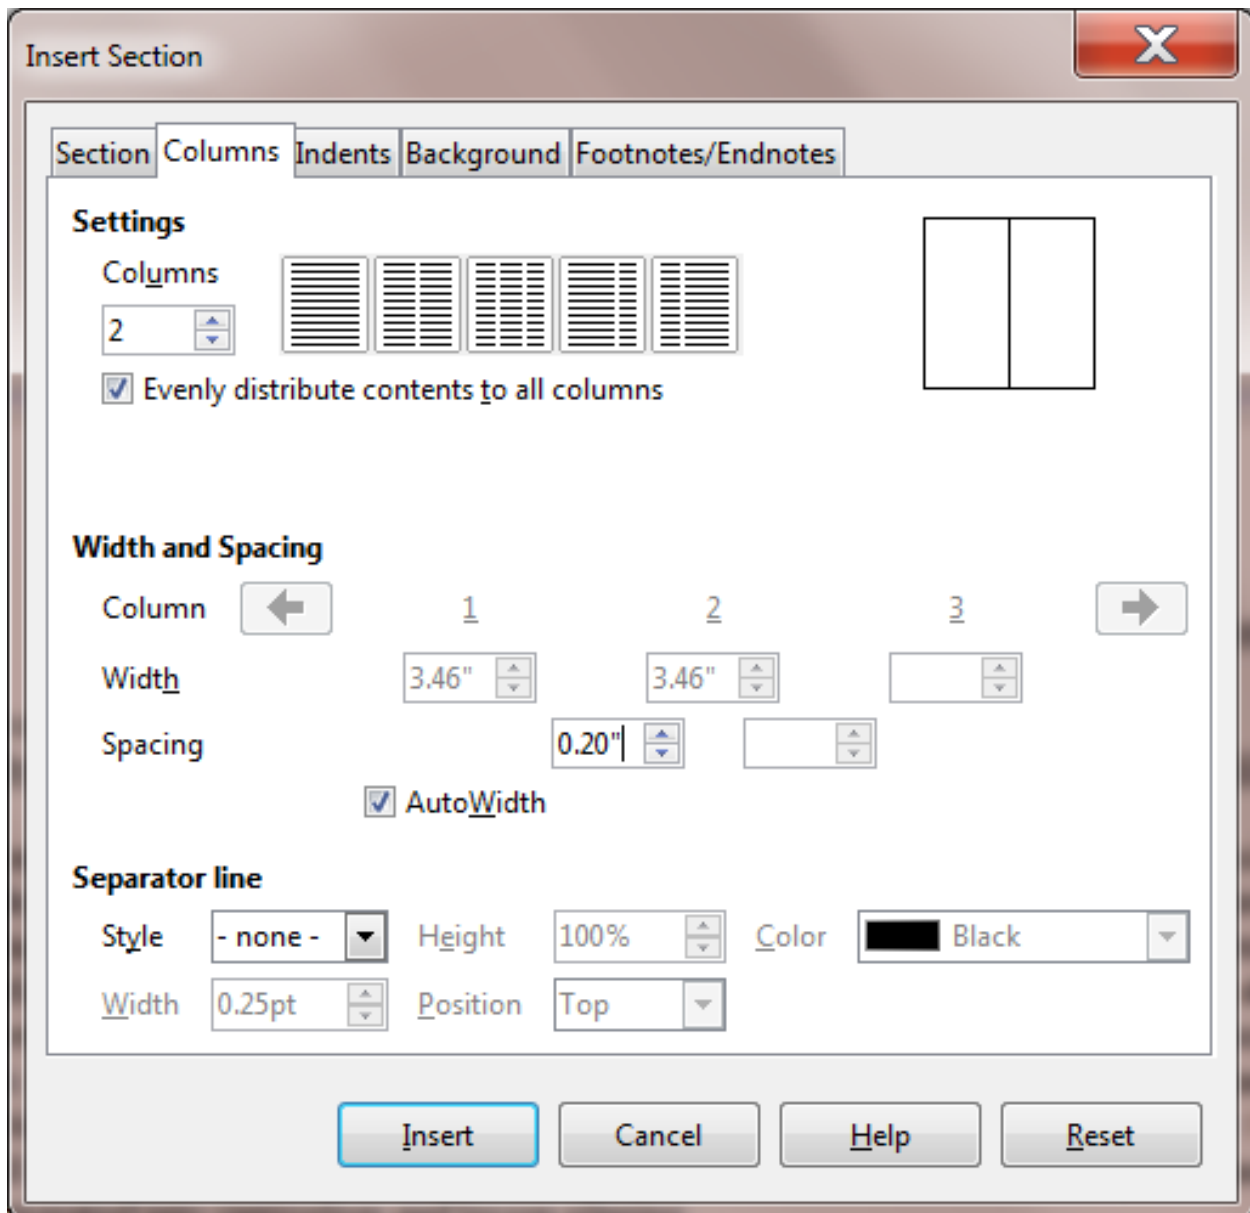 Insert Section
Section Columns Indents Background Footnotes/Endnotes
Settings
Columns
2
Evenly distribute contents to all columns
Width and Spacing
Column 1 2 3
Width 3.46" 3.46"
Spacing 0.20"
AutoWidth
Separator line
Style - none - Height 100% Color Black
Width 0.25pt Position Top
Insert Cancel Help Reset